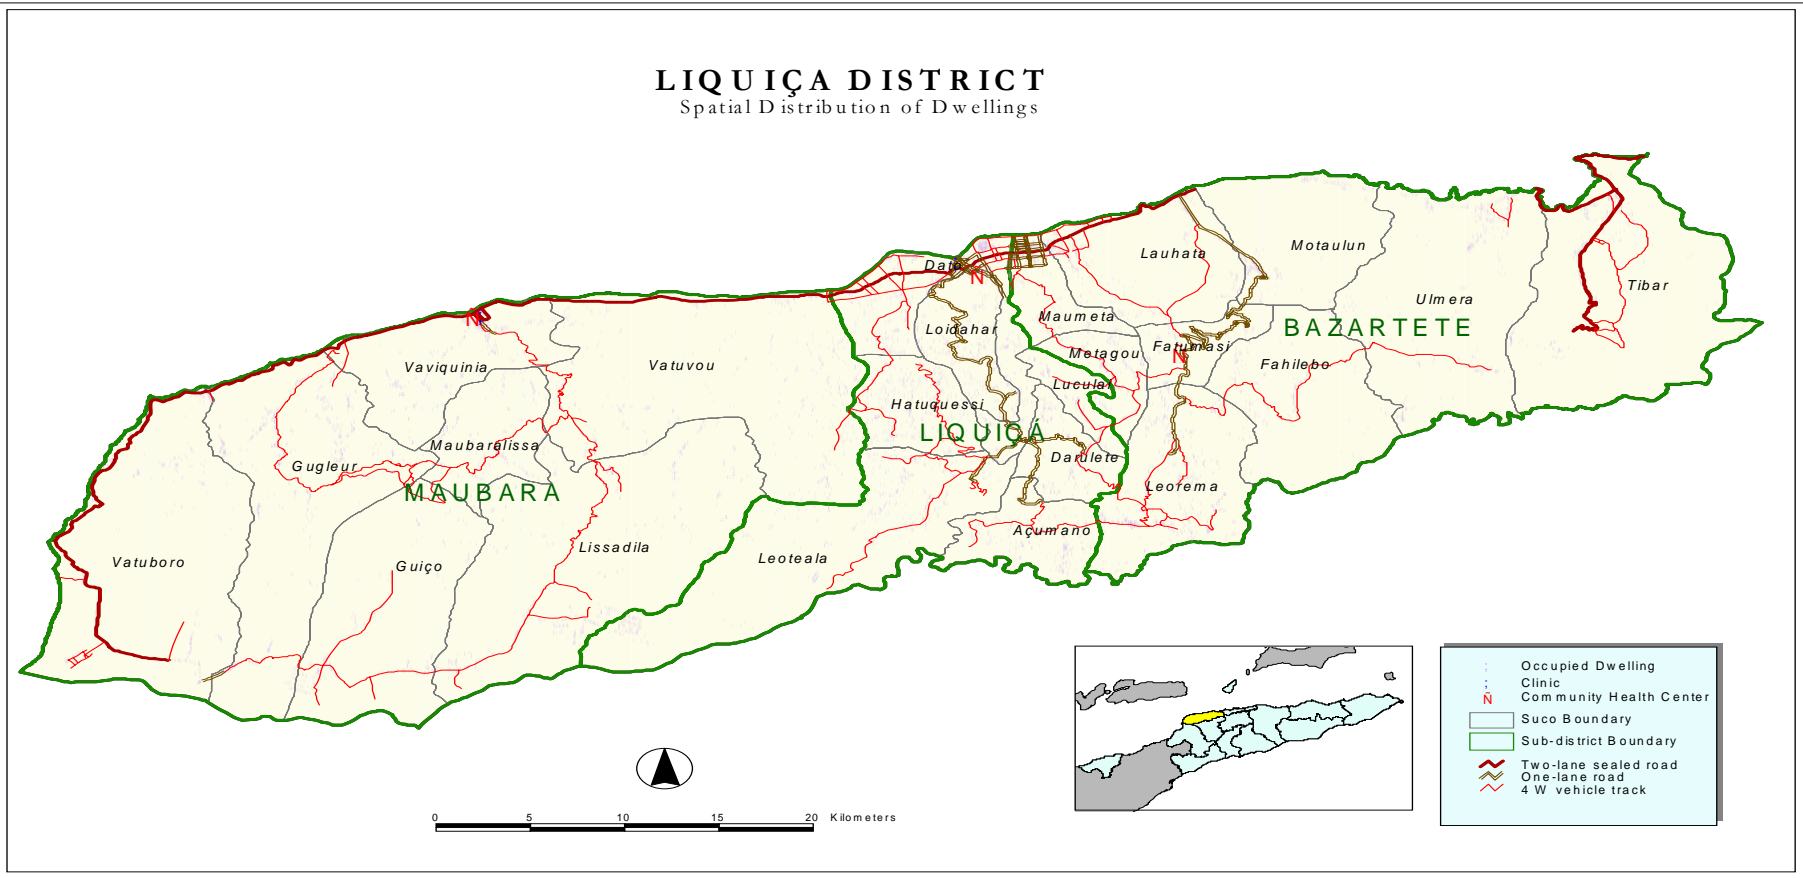 LIQUIÇA DISTRICT
Spatial Distribution of Dwellings
Tibar
Motaulun
Lauhata
Dato
Ñ
Ulmera
Maumeta
BAZARTETE
Loidahar
Ñ
Fatumasi
Metagou
Ñ
Vaviquinia
Vatuvou
Fahilebo
Lucular
Hatuquessi
LIQUIÇÁ
Maubaralissa
Darulete
Gugleur
MAUBARA
Leorema
Açumano
Lissadila
Leoteala
Vatuboro
Guiço
0 5 10 15 20 Kilometers
Occupied Dwelling
Clinic
Ñ Community Health Center
Suco Boundary
Sub-district Boundary
Two-lane sealed road
One-lane road
4 W vehicle track